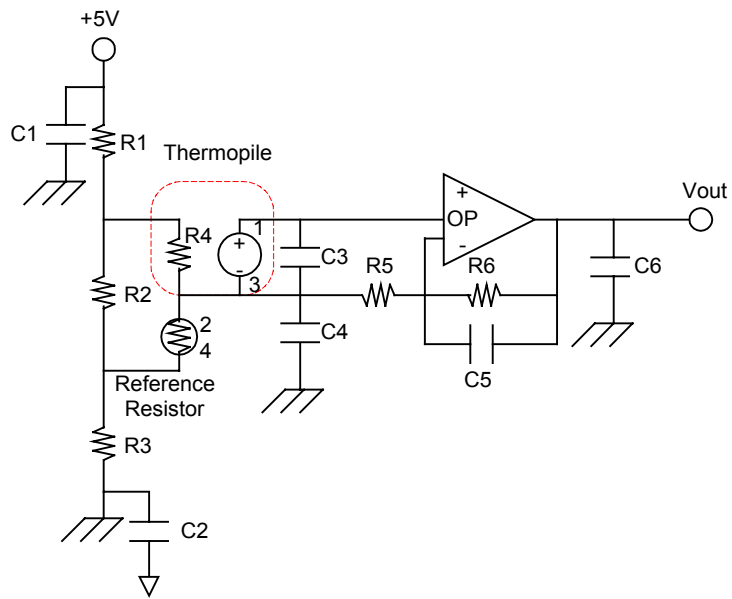 +5V
C1
R1
Thermopile
Vout
1
+
OP
-
R4
+
-
3
C3
R5
R6
C6
R2
2
4
C4
C5
Reference
Resistor
R3
C2